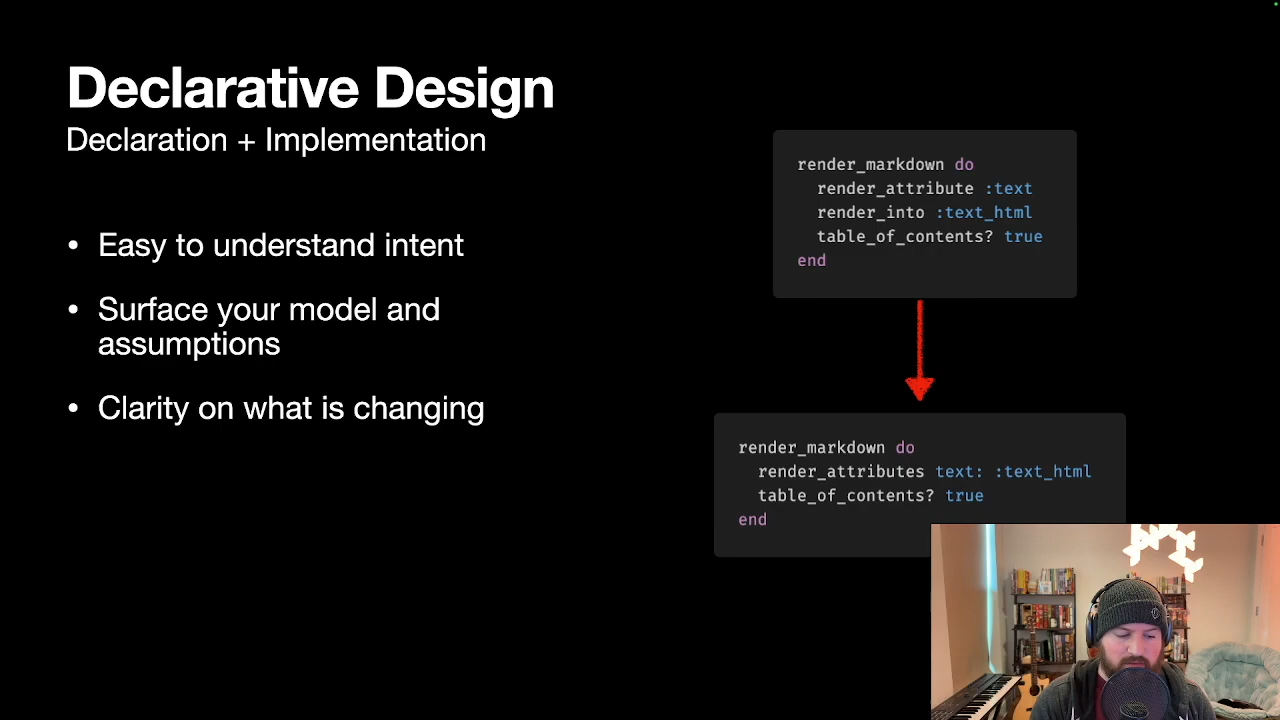 Declarative Design
Declaration + Implementation
• Easy to understand intent
• Surface your model and
assumptions
• Clarity on what is changing
render_markdown do
render_attribute :text
render_into :text_html
table_of_contents? true
end
render_markdown do
render_attributes text: :text_html
table_of_contents? true
end